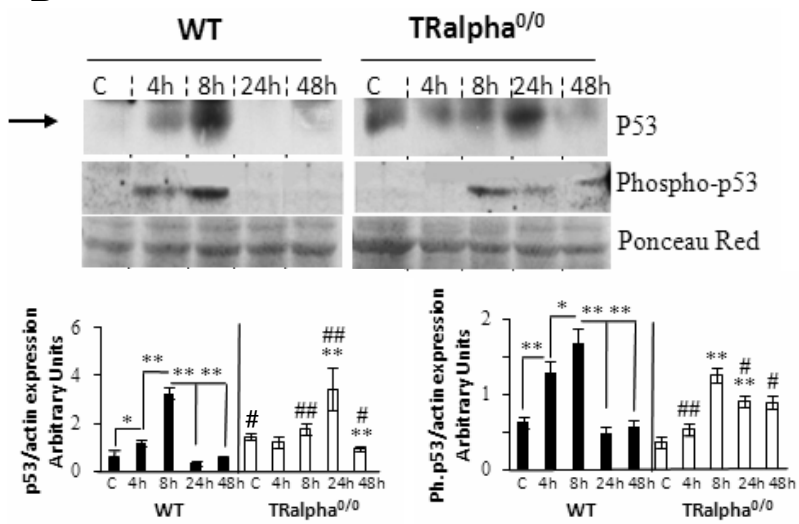 WT TRalpha0/0
C 4h 8h 24h 48h C 4h 8h 24h 48h
P53
Phospho-p53
Ponceau Red
p53/actin expression
Arbitrary Units
6
4
2
0
* ** ** ** # ## ## ** # **
C 4h 8h 24h 48h C 4h 8h 24h 48h
WT TRalpha0/0
Ph.p53/actin expression
Arbitrary Units
2
1
0
** * ** ** ## ** # ** #
C 4h 8h 24h 48h C 4h 8h 24h 48h
WT TRalpha0/0